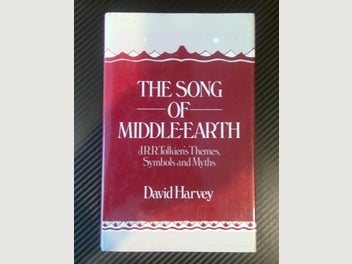 THE SONG
OF
MIDDLE-EARTH
J.R.R.Tolkien's Themes,
Symbols and Myths
David Harvey